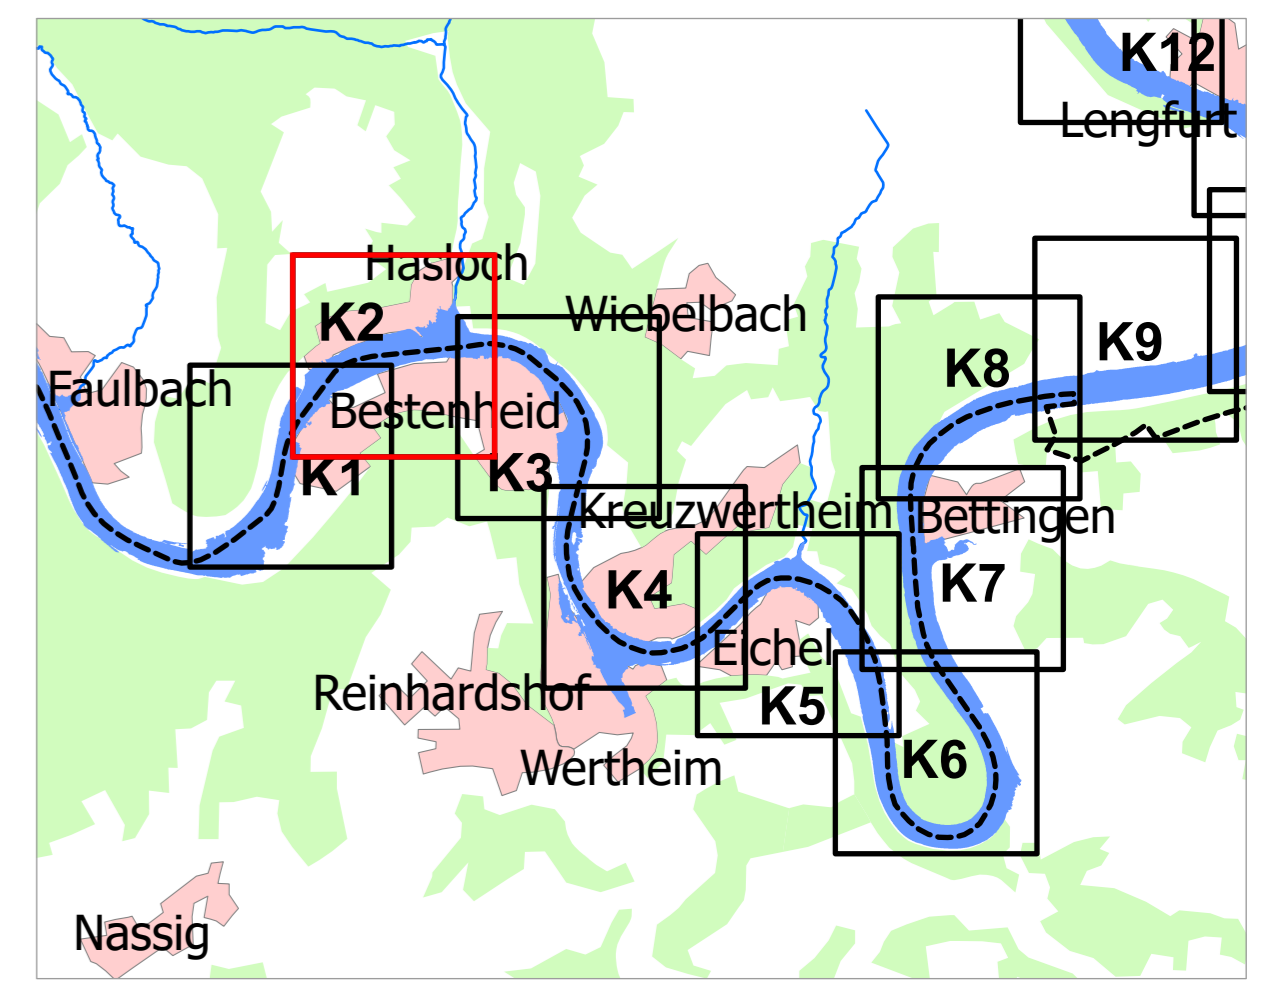 K12
Lengfurt
Hasloch
K2
Wiebelbach
K9
K8
Faulbach
Bestenheid
K1
K3
Kreuzwertheim
Bettingen
K4
K7
Eichel
Reinhardshof
K5
Wertheim
K6
Nassig